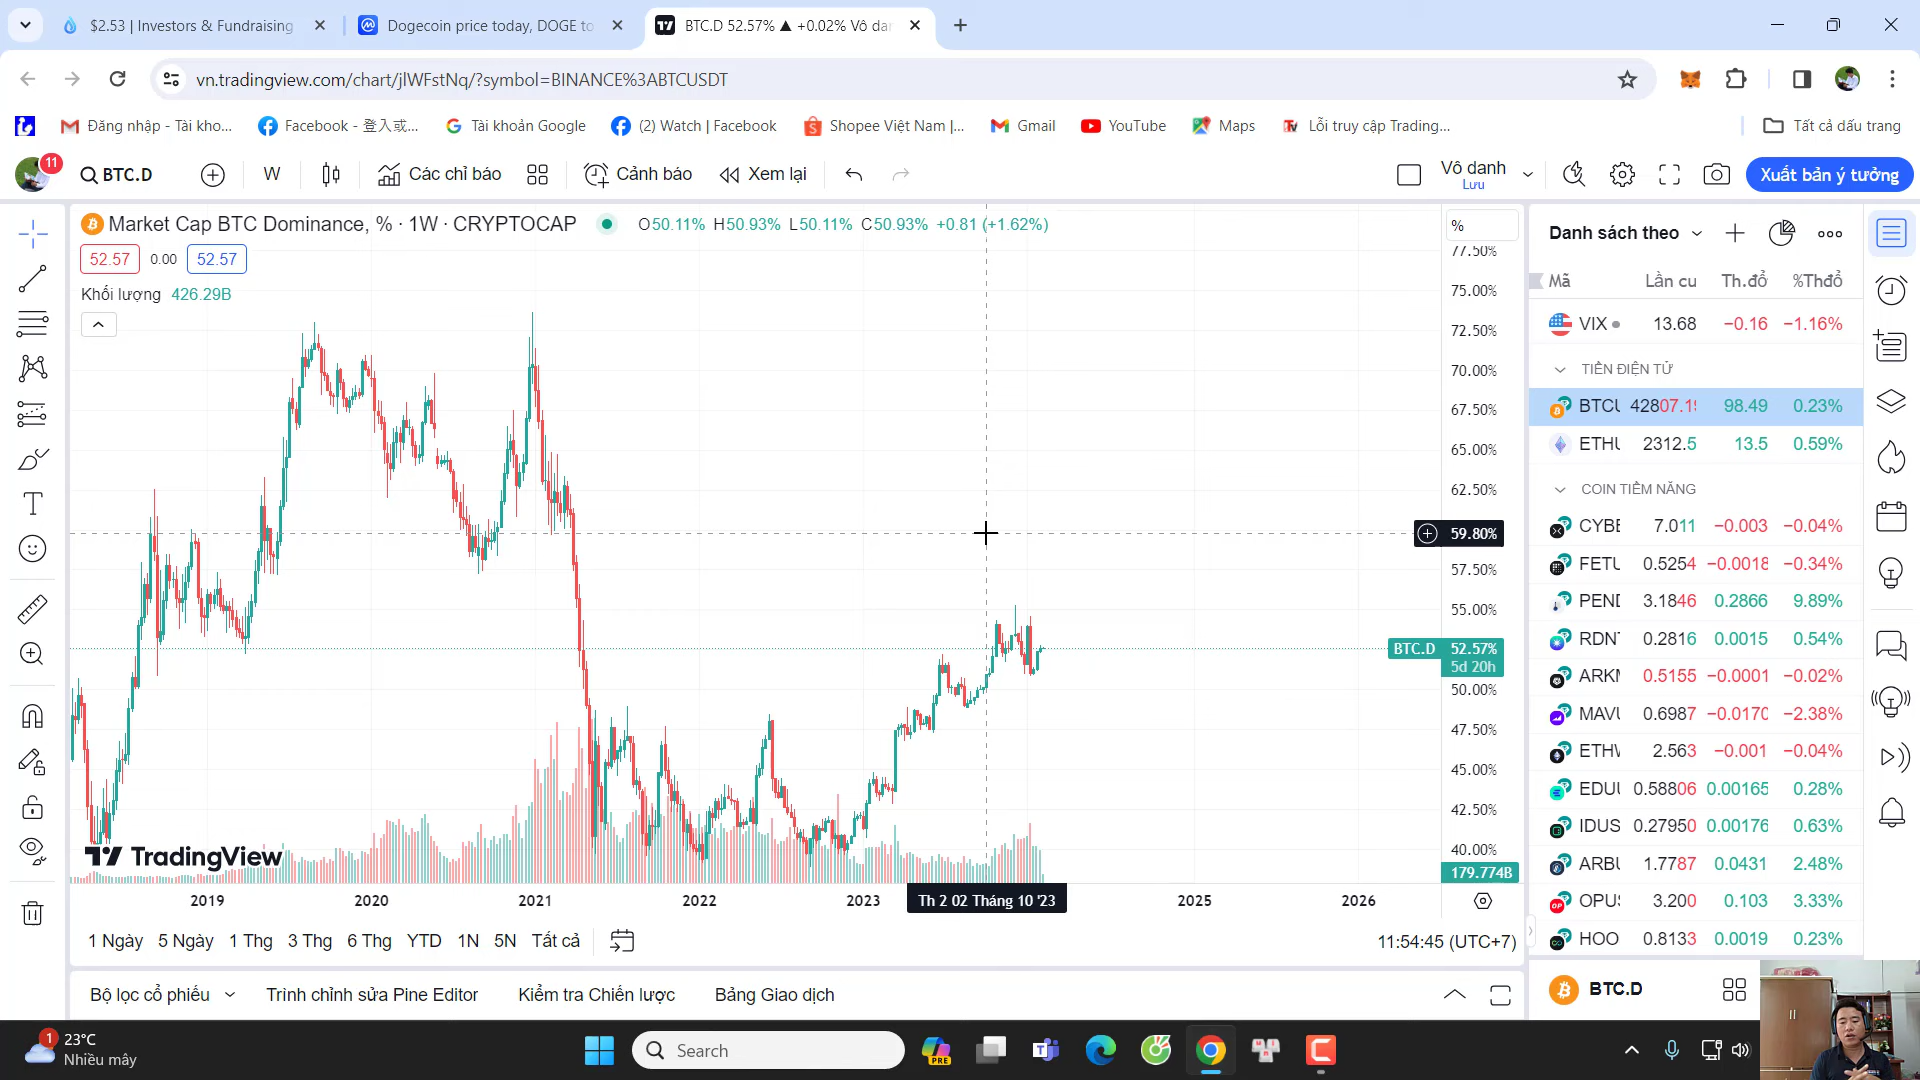 $2.53 | Investors & Fundraising
Dogecoin price today, DOGE to
BTC.D 52.57% ▲ +0.02% Vô dan
vn.tradingview.com/chart/jlWFstNq/?symbol=BINANCE%3ABTCUSDT
Đăng nhập - Tài kho...
Facebook - 登入或...
Tài khoản Google
(2) Watch | Facebook
Shopee Việt Nam |...
Gmail
YouTube
Maps
Lỗi truy cập Trading...
Tất cả dấu trang
11
BTC.D
W
Các chỉ báo
Cảnh báo
Xem lại
Vô danh
Lưu
Xuất bản ý tưởng
Market Cap BTC Dominance, % · 1W · CRYPTOCAP
O50.11% H50.93% L50.11% C50.93% +0.81 (+1.62%)
52.57 0.00 52.57
Khối lượng 426.29B
%
77.50%
75.00%
72.50%
70.00%
67.50%
65.00%
62.50%
59.80%
57.50%
55.00%
BTC.D 52.57%
5d 20h
50.00%
47.50%
45.00%
42.50%
40.00%
179.774B
TradingView
2019 2020 2021 2022 2023 Th 2 02 Tháng 10 '23 2025 2026
1 Ngày 5 Ngày 1 Thg 3 Thg 6 Thg YTD 1N 5N Tất cả
11:54:45 (UTC+7)
Bộ lọc cổ phiếu
Trình chỉnh sửa Pine Editor
Kiểm tra Chiến lược
Bảng Giao dịch
Danh sách theo
Mã Lần cu Th.đổ %Thđổ
VIX 13.68 −0.16 −1.16%
TIỀN ĐIỆN TỬ
BTCU 42807.19 98.49 0.23%
ETHU 2312.5 13.5 0.59%
COIN TIỀM NĂNG
CYBE 7.011 −0.003 −0.04%
FETU 0.5254 −0.0018 −0.34%
PEND 3.1846 0.2866 9.89%
RDNT 0.2816 0.0015 0.54%
ARKM 0.5155 −0.0001 −0.02%
MAVU 0.6987 −0.0170 −2.38%
ETHW 2.563 −0.001 −0.04%
EDUU 0.58806 0.00165 0.28%
IDUS 0.27950 0.00176 0.63%
ARBU 1.7787 0.0431 2.48%
OPUS 3.200 0.103 3.33%
HOO 0.8133 0.0019 0.23%
BTC.D
1
23°C
Nhiều mây
Search
PRE